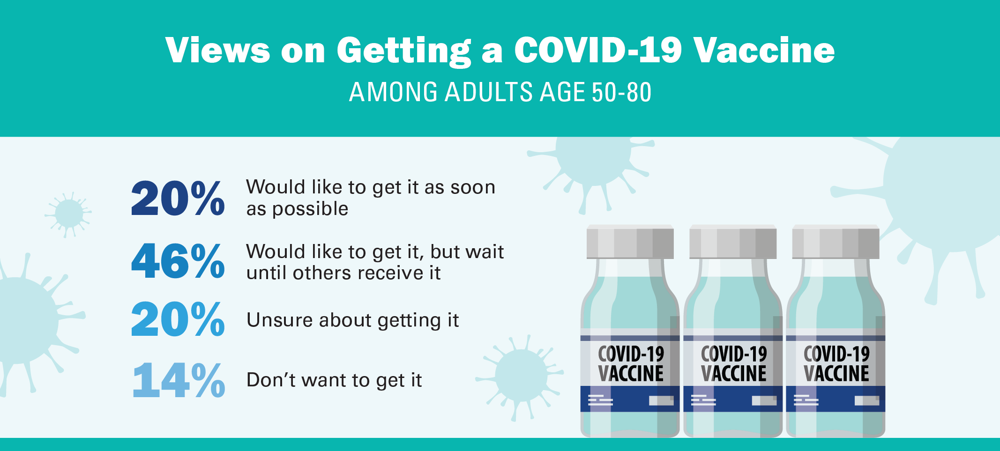 Views on Getting a COVID-19 Vaccine
AMONG ADULTS AGE 50-80
20% Would like to get it as soon
as possible
46% Would like to get it, but wait
until others receive it
20% Unsure about getting it
14% Don’t want to get it
COVID-19
VACCINE
COVID-19
VACCINE
COVID-19
VACCINE